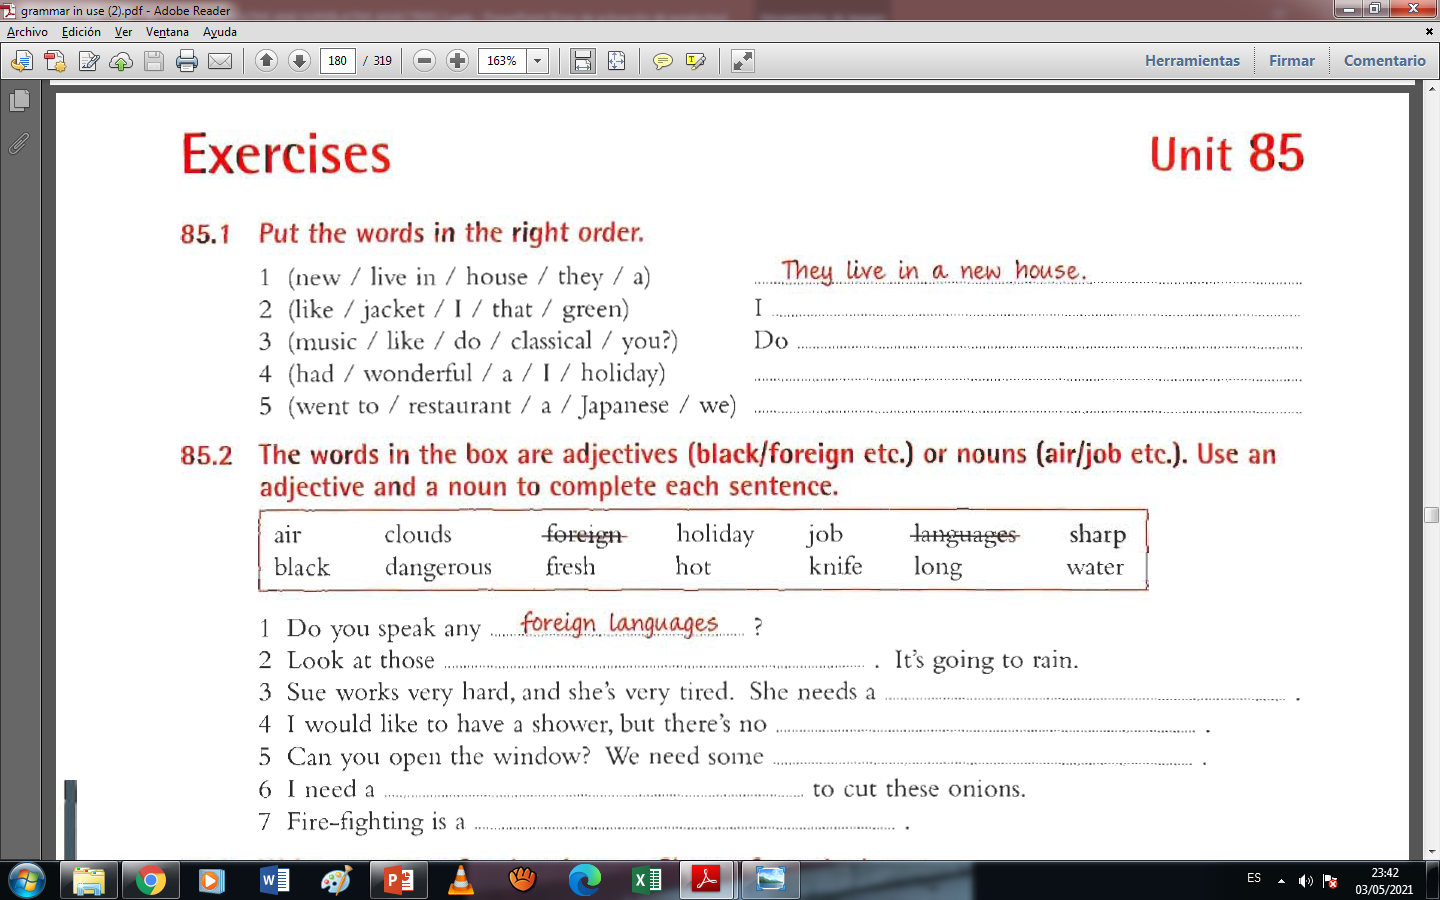 grammar in use (2).pdf - Adobe Reader
Archivo Edición Ver Ventana Ayuda
180 / 319 163% Herramientas Firmar Comentario
Exercises Unit 85
85.1 Put the words in the right order.
1 (new / live in / house / they / a) They live in a new house.
2 (like / jacket / I / that / green) I
3 (music / like / do / classical / you?) Do
4 (had / wonderful / a / I / holiday)
5 (went to / restaurant / a / Japanese / we)
85.2 The words in the box are adjectives (black/foreign etc.) or nouns (air/job etc.). Use an
adjective and a noun to complete each sentence.
air clouds foreign holiday job languages sharp
black dangerous fresh hot knife long water
1 Do you speak any foreign languages ?
2 Look at those . It's going to rain.
3 Sue works very hard, and she's very tired. She needs a .
4 I would like to have a shower, but there's no .
5 Can you open the window? We need some .
6 I need a to cut these onions.
7 Fire-fighting is a .
ES 23:42
03/05/2021